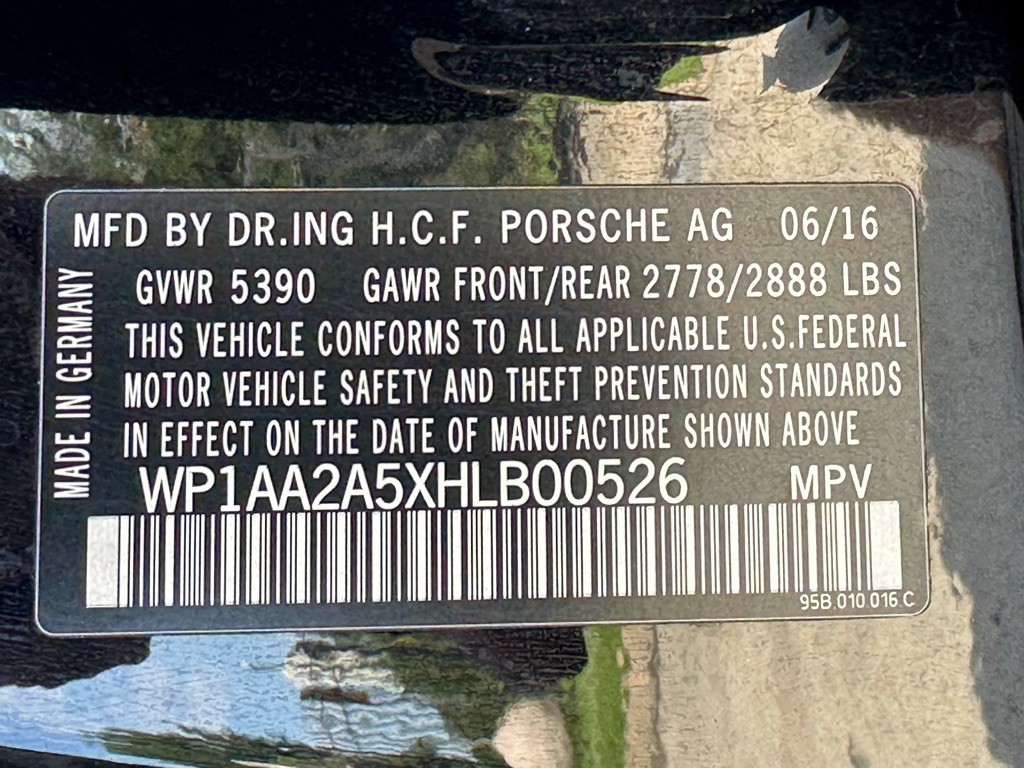 MFD BY DR.ING H.C.F. PORSCHE AG 06/16
GVWR 5390 GAWR FRONT/REAR 2778/2888 LBS
THIS VEHICLE CONFORMS TO ALL APPLICABLE U.S.FEDERAL
MOTOR VEHICLE SAFETY AND THEFT PREVENTION STANDARDS
IN EFFECT ON THE DATE OF MANUFACTURE SHOWN ABOVE
WP1AA2A5XHLB00526 MPV
95B.010.016.C
MADE IN GERMANY